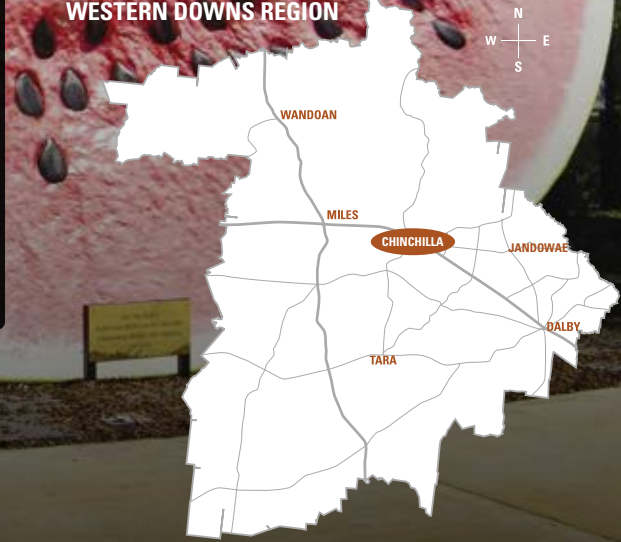 WESTERN DOWNS REGION
N
W E
S
WANDOAN
MILES
CHINCHILLA
JANDOWAE
DALBY
TARA